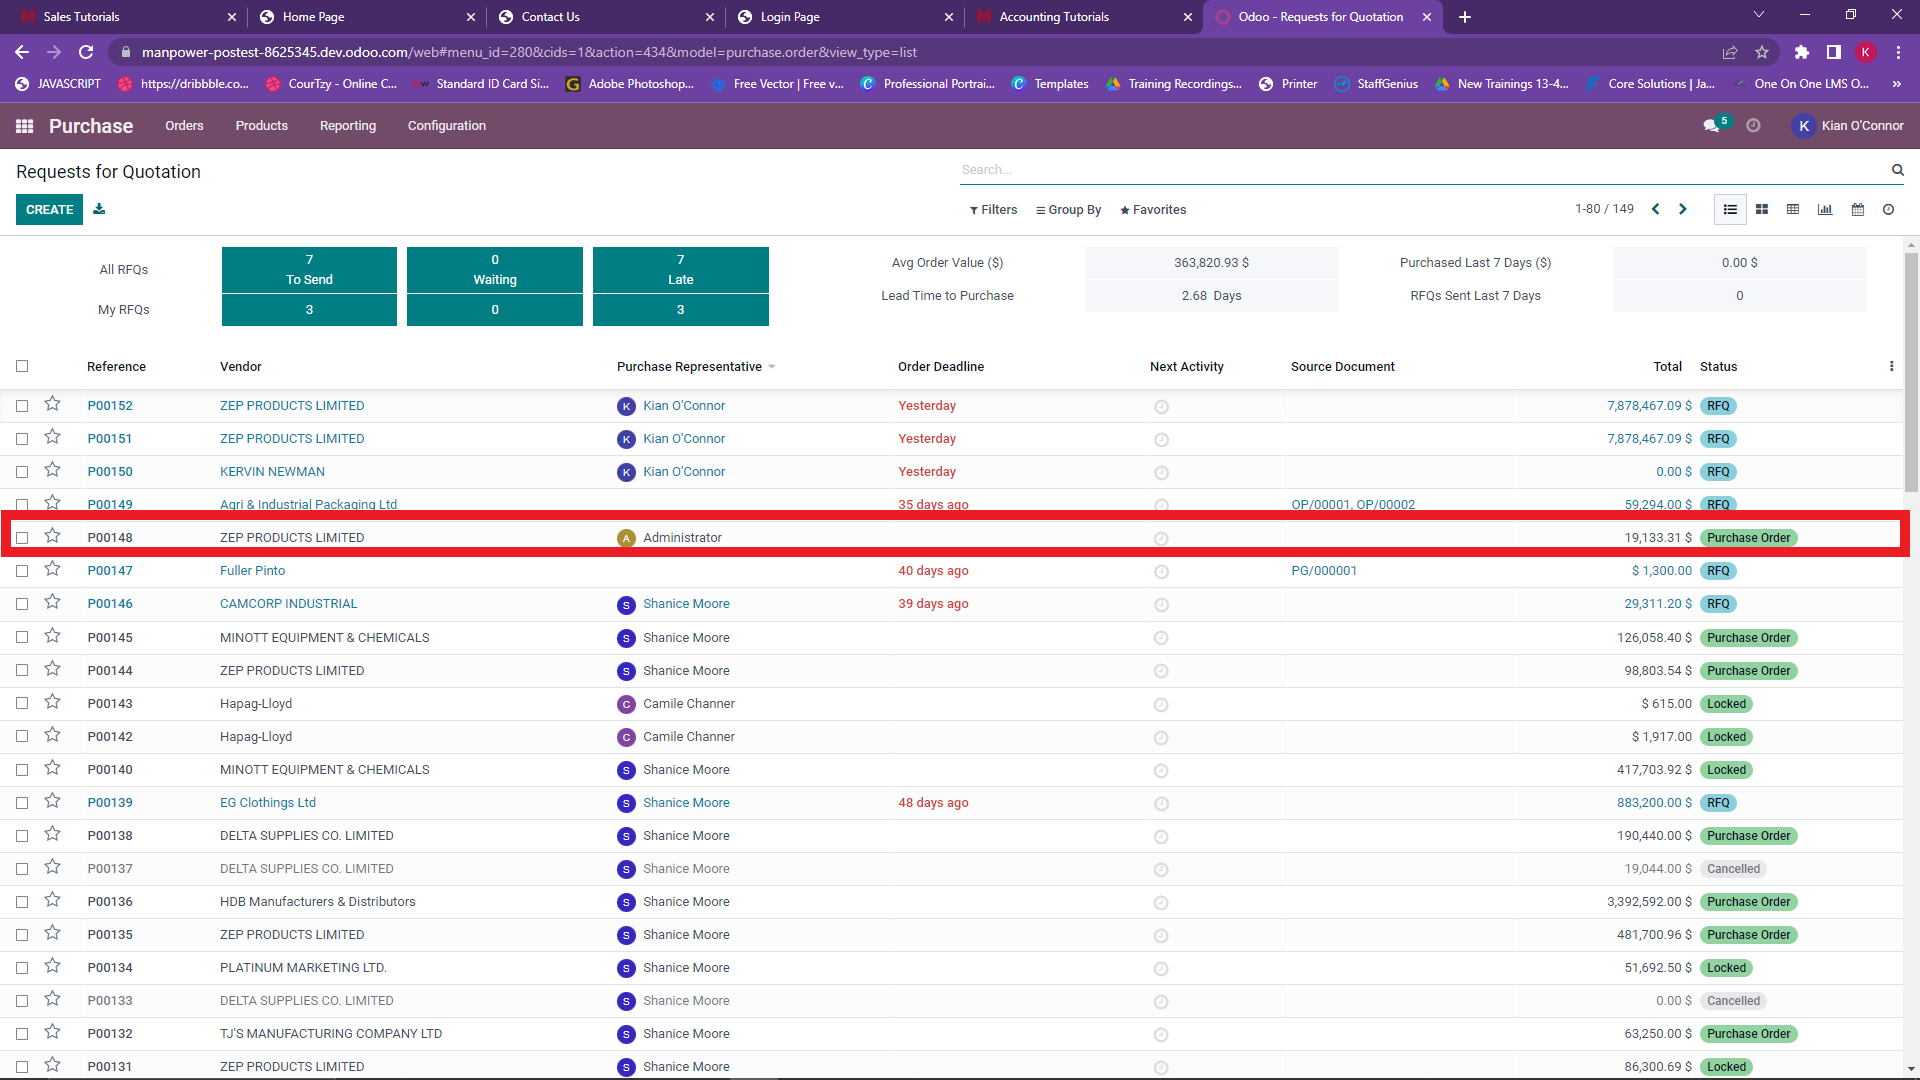 Sales Tutorials Home Page Contact Us Login Page Accounting Tutorials Odoo - Requests for Quotation
manpower-postest-8625345.dev.odoo.com/web#menu_id=280&cids=1&action=434&model=purchase.order&view_type=list K
JAVASCRIPT https://dribbble.co... CourTzy - Online C... Standard ID Card Si... Adobe Photoshop... Free Vector | Free v... Professional Portrai... Templates Training Recordings... Printer StaffGenius New Trainings 13-4... Core Solutions | Ja... One On One LMS O... »
Purchase Orders Products Reporting Configuration 5 K Kian O'Connor
Requests for Quotation Search...
CREATE Filters Group By Favorites 1-80 / 149
All RFQs 7 To Send 0 Waiting 7 Late Avg Order Value ($) 363,820.93 $ Purchased Last 7 Days ($) 0.00 $
My RFQs 3 0 3 Lead Time to Purchase 2.68 Days RFQs Sent Last 7 Days 0
Reference Vendor Purchase Representative Order Deadline Next Activity Source Document Total Status
P00152 ZEP PRODUCTS LIMITED K Kian O'Connor Yesterday 7,878,467.09 $ RFQ
P00151 ZEP PRODUCTS LIMITED K Kian O'Connor Yesterday 7,878,467.09 $ RFQ
P00150 KERVIN NEWMAN K Kian O'Connor Yesterday 0.00 $ RFQ
P00149 Agri & Industrial Packaging Ltd 35 days ago OP/00001, OP/00002 59,294.00 $ RFQ
P00148 ZEP PRODUCTS LIMITED A Administrator 19,133.31 $ Purchase Order
P00147 Fuller Pinto 40 days ago PG/000001 $ 1,300.00 RFQ
P00146 CAMCORP INDUSTRIAL S Shanice Moore 39 days ago 29,311.20 $ RFQ
P00145 MINOTT EQUIPMENT & CHEMICALS S Shanice Moore 126,058.40 $ Purchase Order
P00144 ZEP PRODUCTS LIMITED S Shanice Moore 98,803.54 $ Purchase Order
P00143 Hapag-Lloyd C Camile Channer $ 615.00 Locked
P00142 Hapag-Lloyd C Camile Channer $ 1,917.00 Locked
P00140 MINOTT EQUIPMENT & CHEMICALS S Shanice Moore 417,703.92 $ Locked
P00139 EG Clothings Ltd S Shanice Moore 48 days ago 883,200.00 $ RFQ
P00138 DELTA SUPPLIES CO. LIMITED S Shanice Moore 190,440.00 $ Purchase Order
P00137 DELTA SUPPLIES CO. LIMITED S Shanice Moore 19,044.00 $ Cancelled
P00136 HDB Manufacturers & Distributors S Shanice Moore 3,392,592.00 $ Purchase Order
P00135 ZEP PRODUCTS LIMITED S Shanice Moore 481,700.96 $ Purchase Order
P00134 PLATINUM MARKETING LTD. S Shanice Moore 51,692.50 $ Locked
P00133 DELTA SUPPLIES CO. LIMITED S Shanice Moore 0.00 $ Cancelled
P00132 TJ'S MANUFACTURING COMPANY LTD S Shanice Moore 63,250.00 $ Purchase Order
P00131 ZEP PRODUCTS LIMITED S Shanice Moore 86,300.69 $ Locked